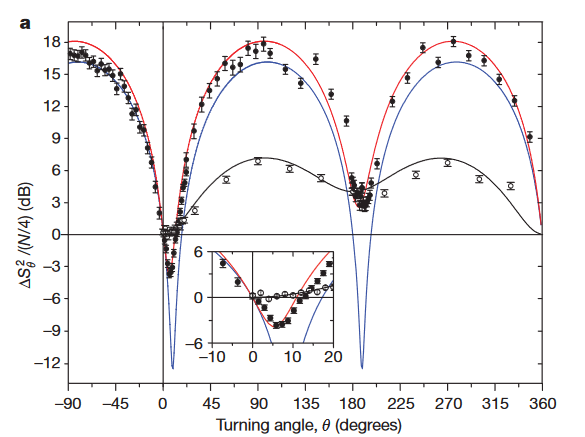 a
18
15
12
9
6
3
0
−3
−6
−9
−12
ΔS²θ /(N/4) (dB)
6
0
−6
−10 0 10 20
−90 −45 0 45 90 135 180 225 270 315 360
Turning angle, θ (degrees)